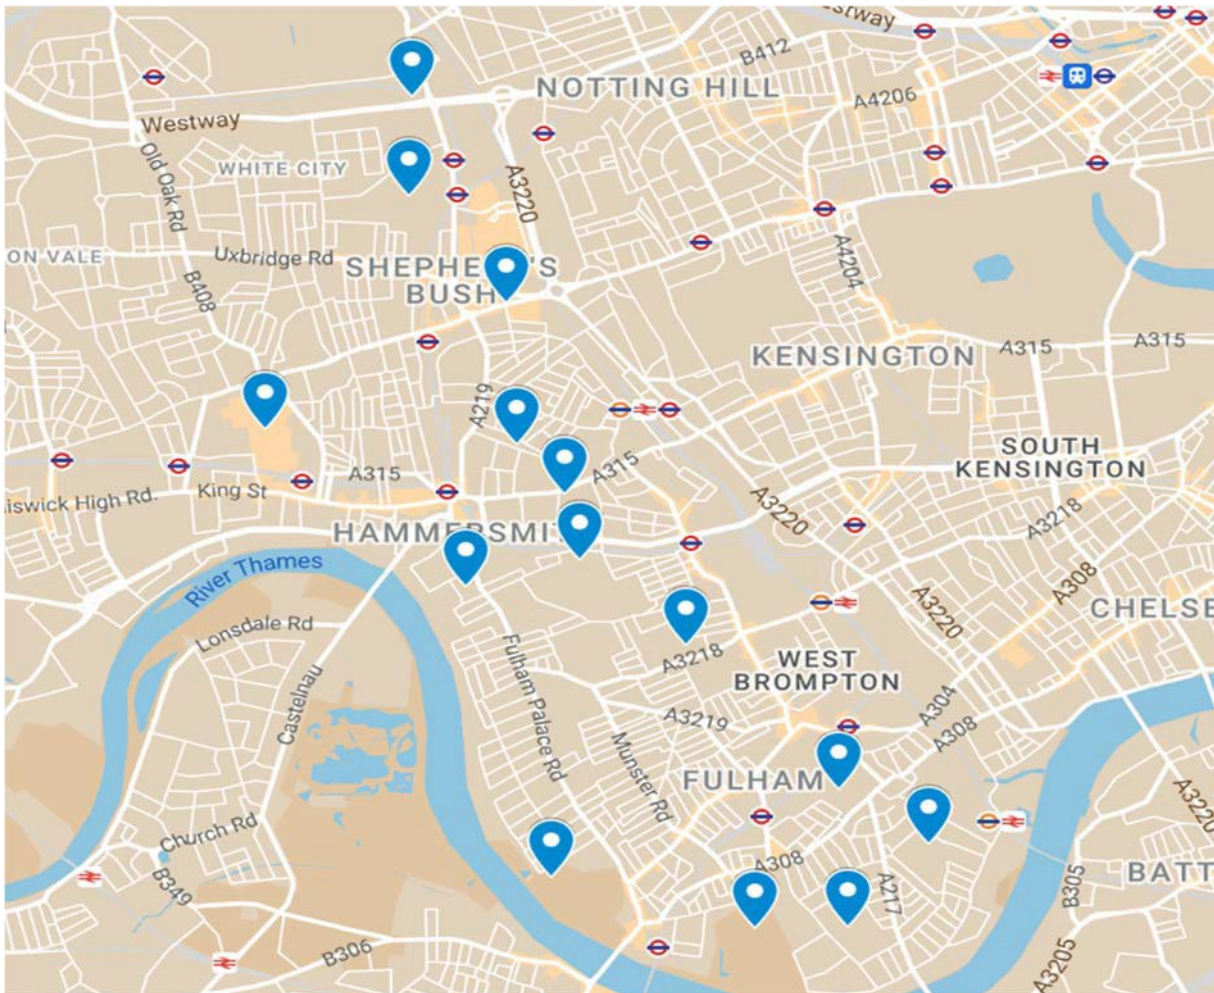 estway
B412
NOTTING HILL
A4206
Westway
WHITE CITY
Old Oak Rd
A3220
ON VALE
Uxbridge Rd
SHEPHE 'S
BUSH
B408
A4204
KENSINGTON
A315
A315
A219
SOUTH
KENSINGTON
A315
A315
King St
iswick High Rd.
A3220
A3218
HAMMERSMI
River Thames
A308
A3220
CHELSE
Lonsdale Rd
Fulham Palace Rd
A3218
WEST
BROMPTON
Castelnau
A3219
A304
A308
Munster Rd
FULHAM
A3220
Church Rd
A308
A217
B305
BATT
B349
B306
A3205